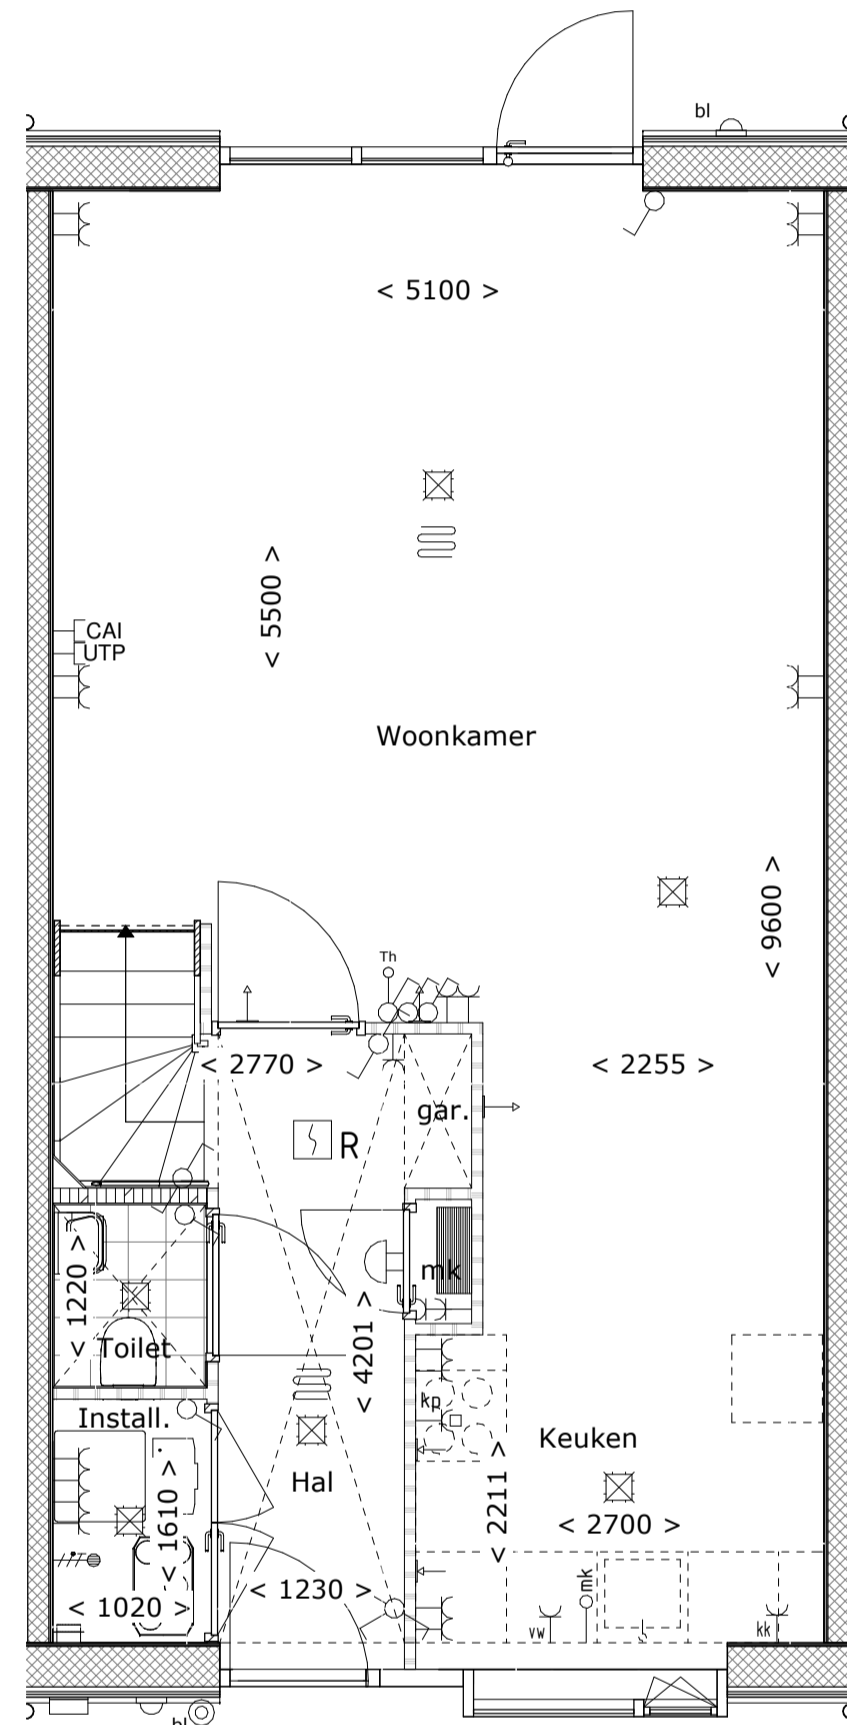 bl
< 5100 >
< 5500 >
CAI
UTP
Woonkamer
< 9600 >
Th
< 2770 >
< 2255 >
gar.
R
< 1220 >
mk
Toilet
< 4201 >
kp
Install.
Keuken
Hal
< 2211 >
< 1610 >
< 2700 >
< 1230 >
mk
< 1020 >
vw
kk
bl